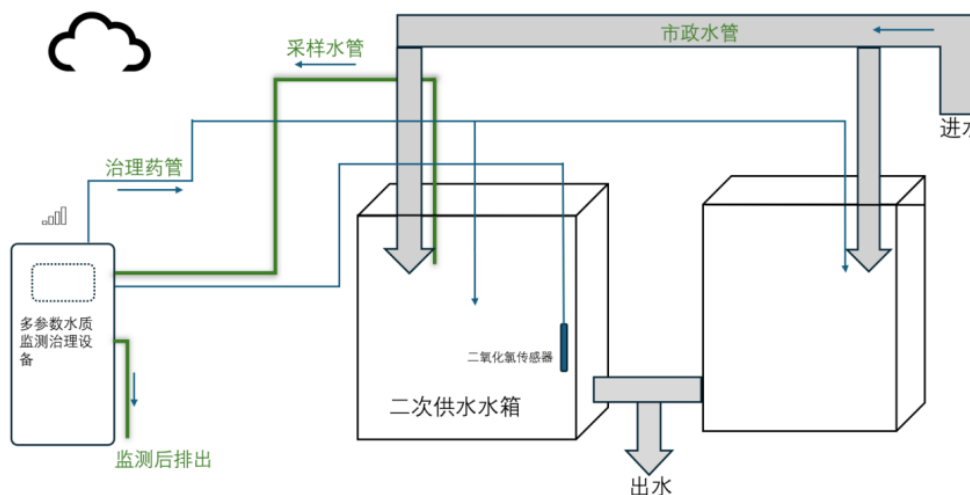 市政水管
采样水管
进水
治理药管
多参数水质
监测治理设
备
二氧化氯传感器
二次供水水箱
监测后排出
出水